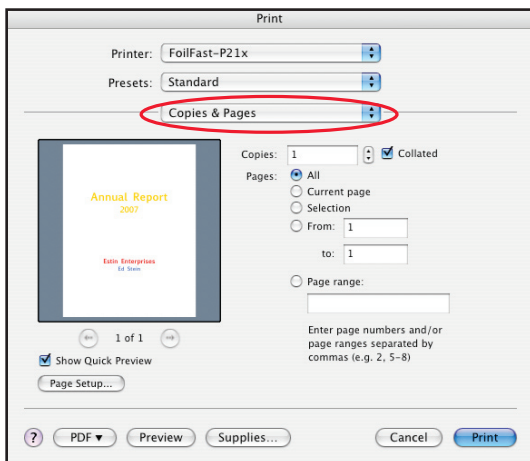 Print
Printer: FoilFast-P21x
Presets: Standard
Copies & Pages
Copies: 1 Collated
Pages: All
Current page
Selection
From: 1
to: 1
Page range:
Enter page numbers and/or
page ranges separated by
commas (e.g. 2, 5-8)
Annual Report
2007
Estin Enterprises
Ed Stein
1 of 1
Show Quick Preview
Page Setup...
? PDF▼ Preview Supplies... Cancel Print